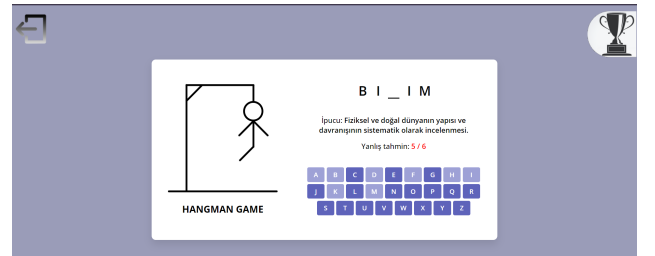 B I _ I M
İpucu: Fiziksel ve doğal dünyanın yapısı ve
davranışının sistematik olarak incelenmesi.
Yanlış tahmin: 5 / 6
A B C D E F G H I
J K L M N O P Q R
S T U V W X Y Z
HANGMAN GAME